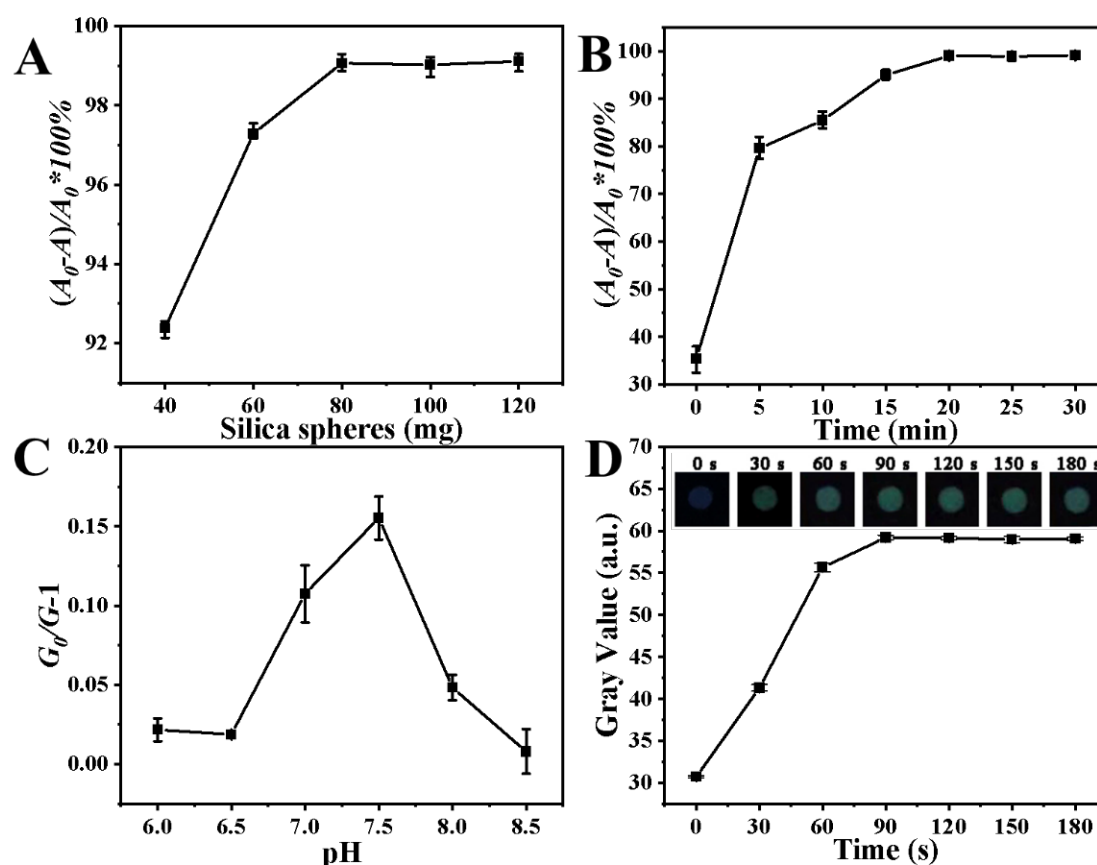 A
(A0-A)/A0*100%
100
98
96
94
92
40 60 80 100 120
Silica spheres (mg)
B
(A0-A)/A0*100%
100
90
80
70
60
50
40
30
0 5 10 15 20 25 30
Time (min)
C
G0/G-1
0.20
0.15
0.10
0.05
0.00
6.0 6.5 7.0 7.5 8.0 8.5
pH
D
Gray Value (a.u.)
70
65
60
55
50
45
40
35
30
0 s 30 s 60 s 90 s 120 s 150 s 180 s
0 30 60 90 120 150 180
Time (s)